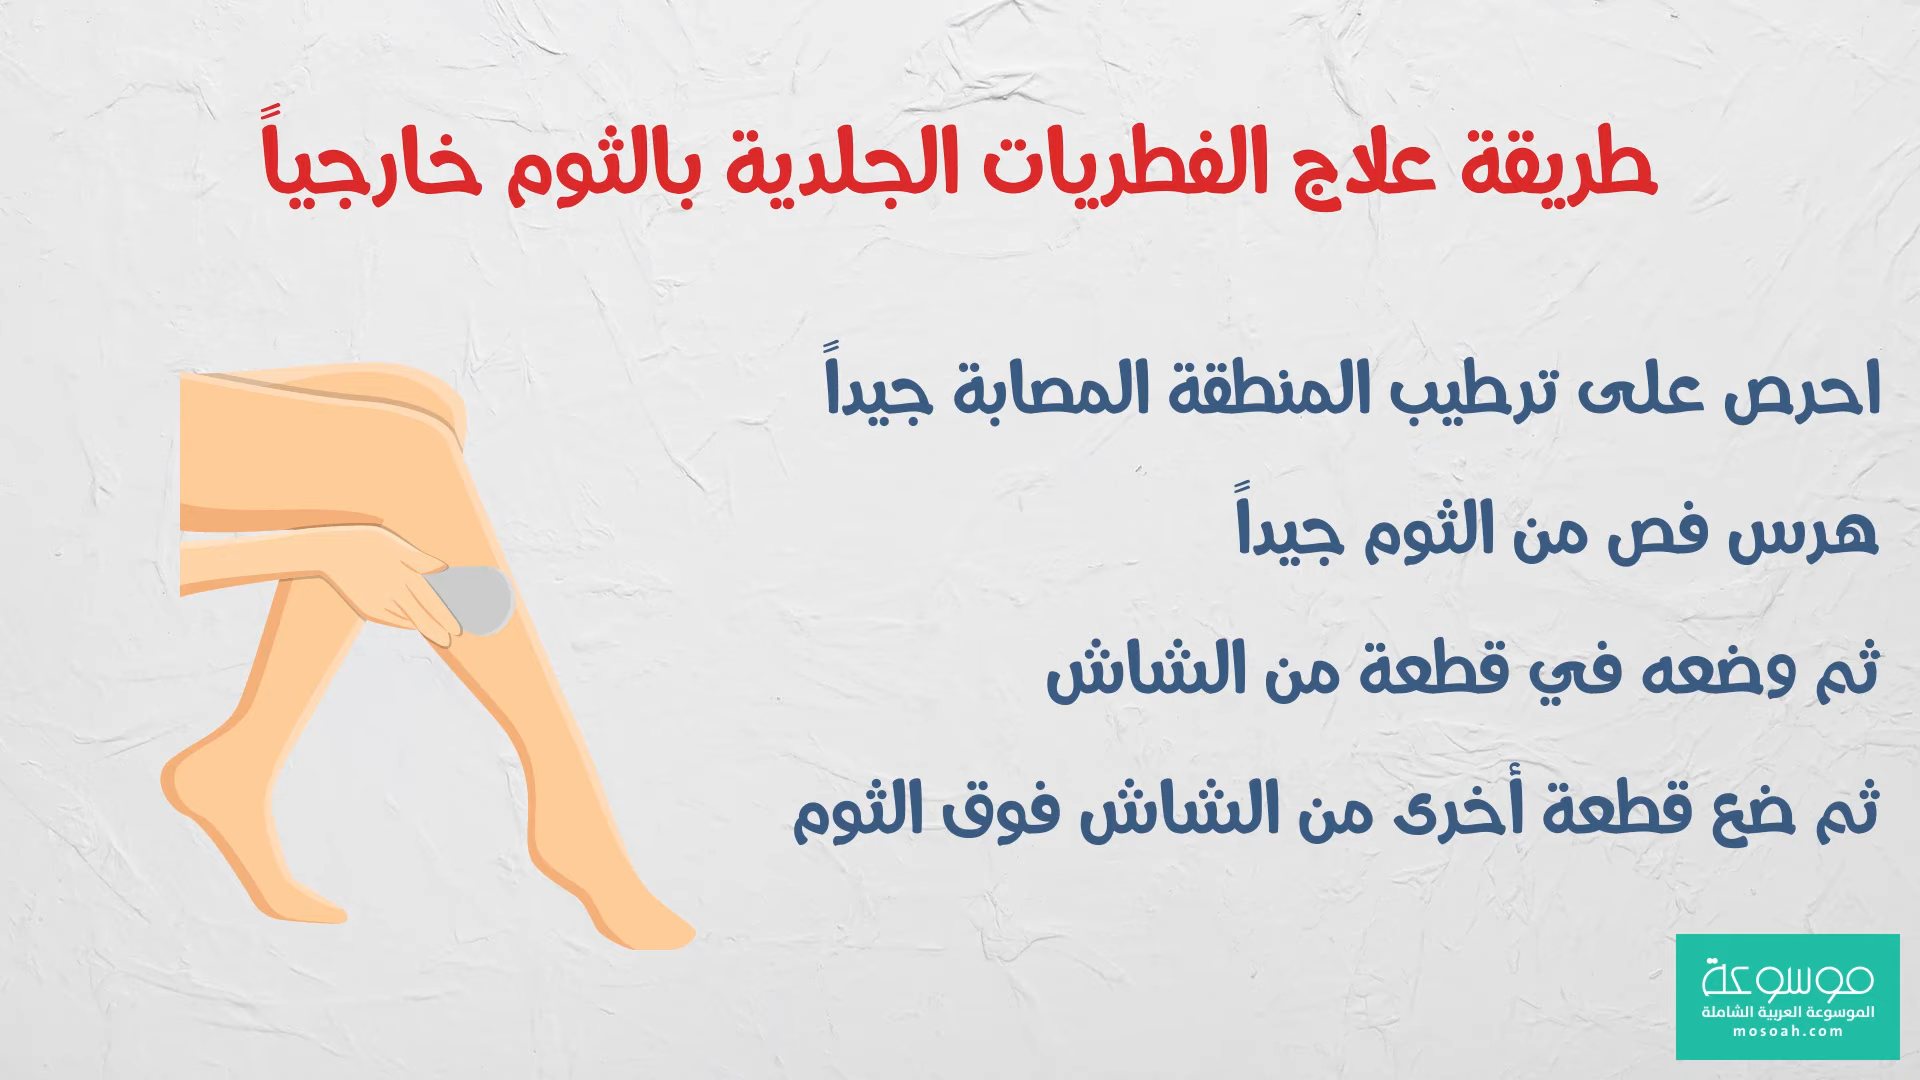 طريقة علاج الفطريات الجلدية بالثوم خارجياً
احرص على ترطيب المنطقة المصابة جيداً
هرس فص من الثوم جيداً
ثم وضعه في قطعة من الشاش
ثم ضع قطعة أخرى من الشاش فوق الثوم
موسوعة
الموسوعة العربية الشاملة
mosoah.com